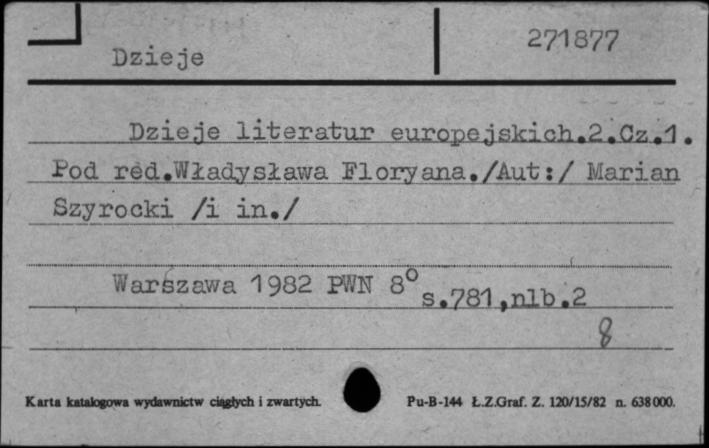 Dzieje 271877
Dzieje literatur europejskich.2.Cz.1.
Pod red.Władysława Floryana./Aut:/ Marian
Szyrocki /i in./
Warszawa 1982 PWN 8° s.781,nlb.2
8
Karta katalogowa wydawnictw ciągłych i zwartych. Pu-B-144 Ł.Z.Graf. Z. 120/15/82 n. 638000.